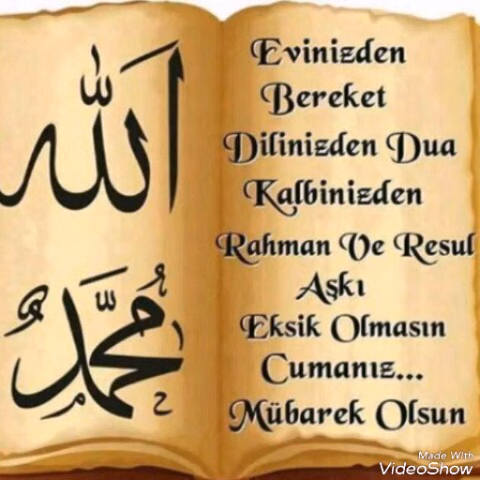 الله
محمد
Evinizden
Bereket
Dilinizden Dua
Kalbinizden
Rahman Ve Resul
Aşkı
Eksik Olmasın
Cumanız...
Mübarek Olsun
Made With
VideoShow